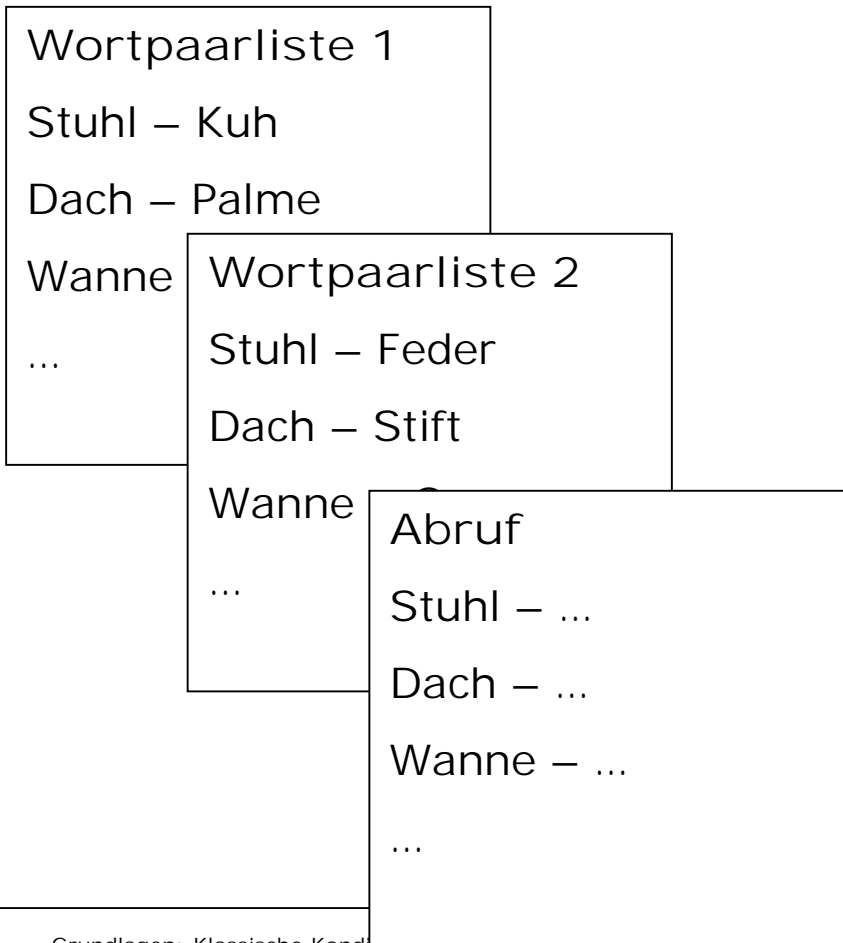 Wortpaarliste 1
Stuhl – Kuh
Dach – Palme
Wanne
...
Wortpaarliste 2
Stuhl – Feder
Dach – Stift
Wanne
...
Abruf
Stuhl – ...
Dach – ...
Wanne – ...
...
Grundlagen: Klassische